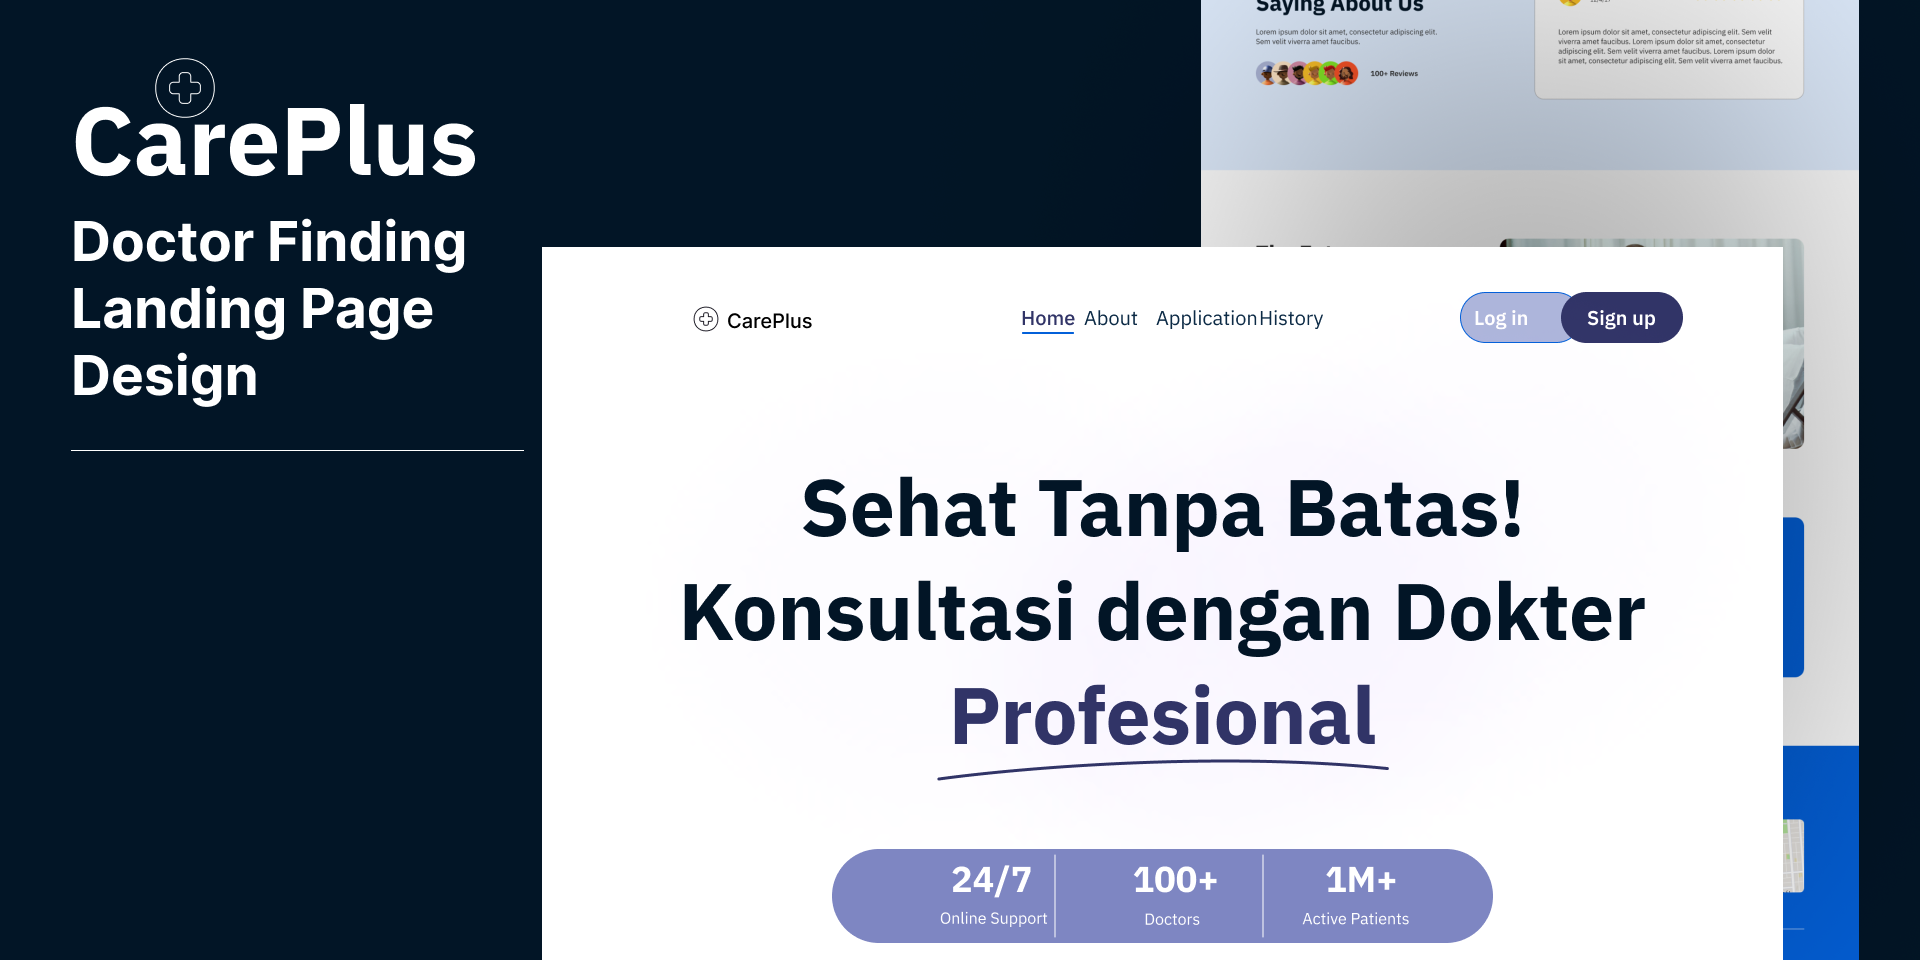 CarePlus
Doctor Finding
Landing Page
Design
Saying About Us
Lorem ipsum dolor sit amet, consectetur adipiscing elit.
Sem velit viverra amet faucibus.
100+ Reviews
Lorem ipsum dolor sit amet, consectetur adipiscing elit. Sem velit
viverra amet faucibus. Lorem ipsum dolor sit amet, consectetur
adipiscing elit. Sem velit viverra amet faucibus. Lorem ipsum dolor
sit amet, consectetur adipiscing elit. Sem velit viverra amet faucibus.
CarePlus
Home About Application History
Log in Sign up
Sehat Tanpa Batas!
Konsultasi dengan Dokter
Profesional
24/7 100+ 1M+
Online Support Doctors Active Patients